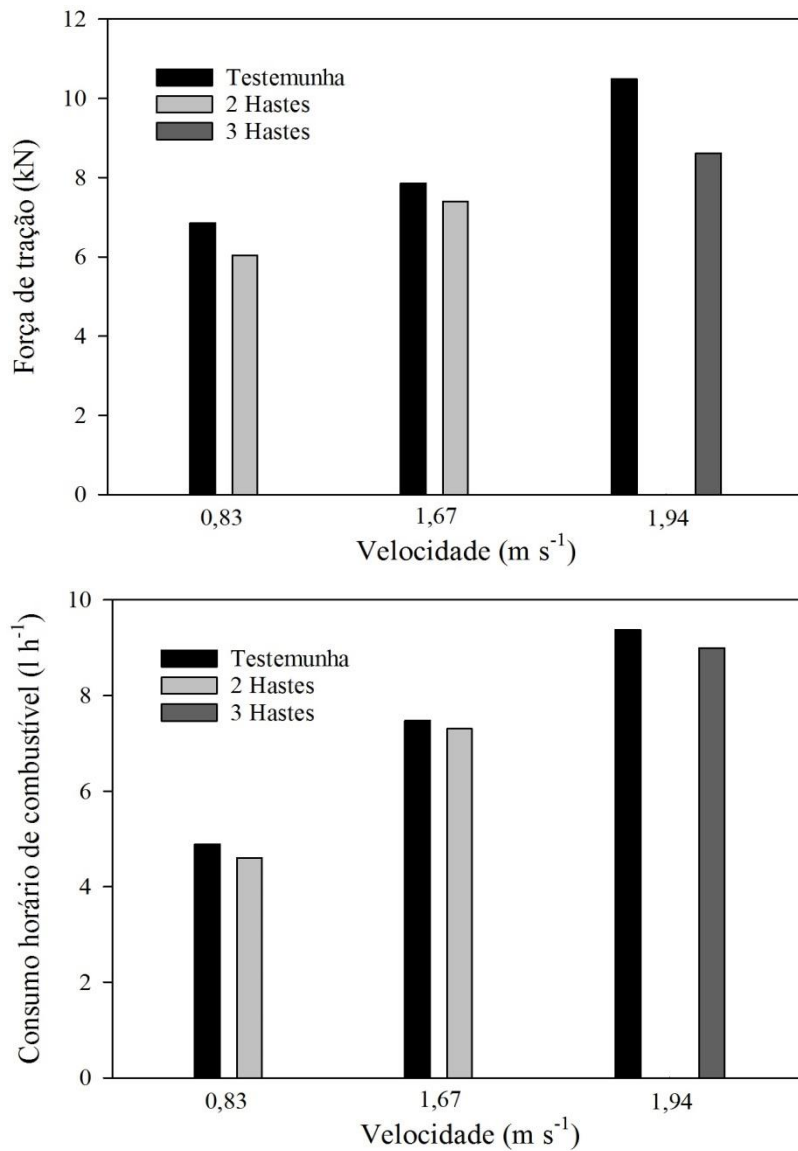 12
10
8
6
4
2
0
Força de tração (kN)
Testemunha
2 Hastes
3 Hastes
0,83 1,67 1,94
Velocidade (m s⁻¹)
10
8
6
4
2
0
Consumo horário de combustível (l h⁻¹)
Testemunha
2 Hastes
3 Hastes
0,83 1,67 1,94
Velocidade (m s⁻¹)